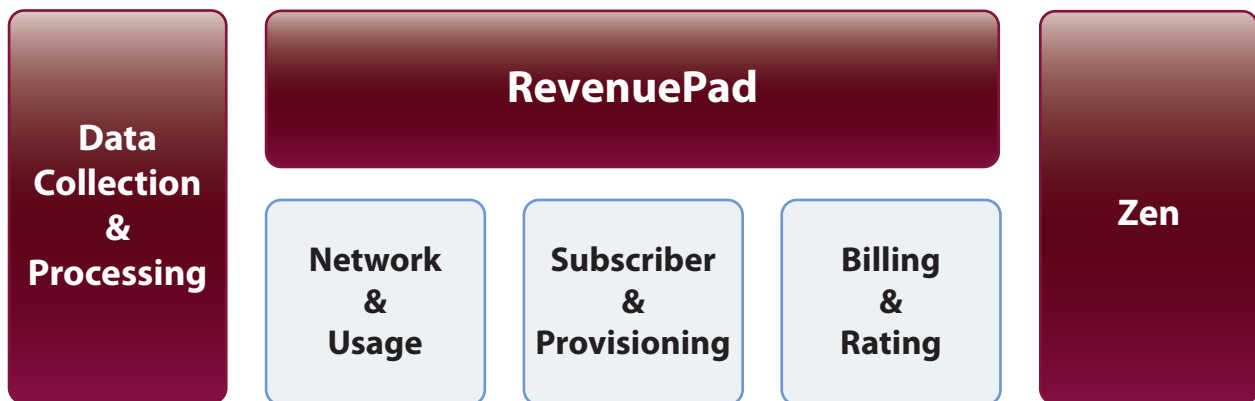 Data
Collection
&
Processing
RevenuePad
Network
&
Usage
Subscriber
&
Provisioning
Billing
&
Rating
Zen